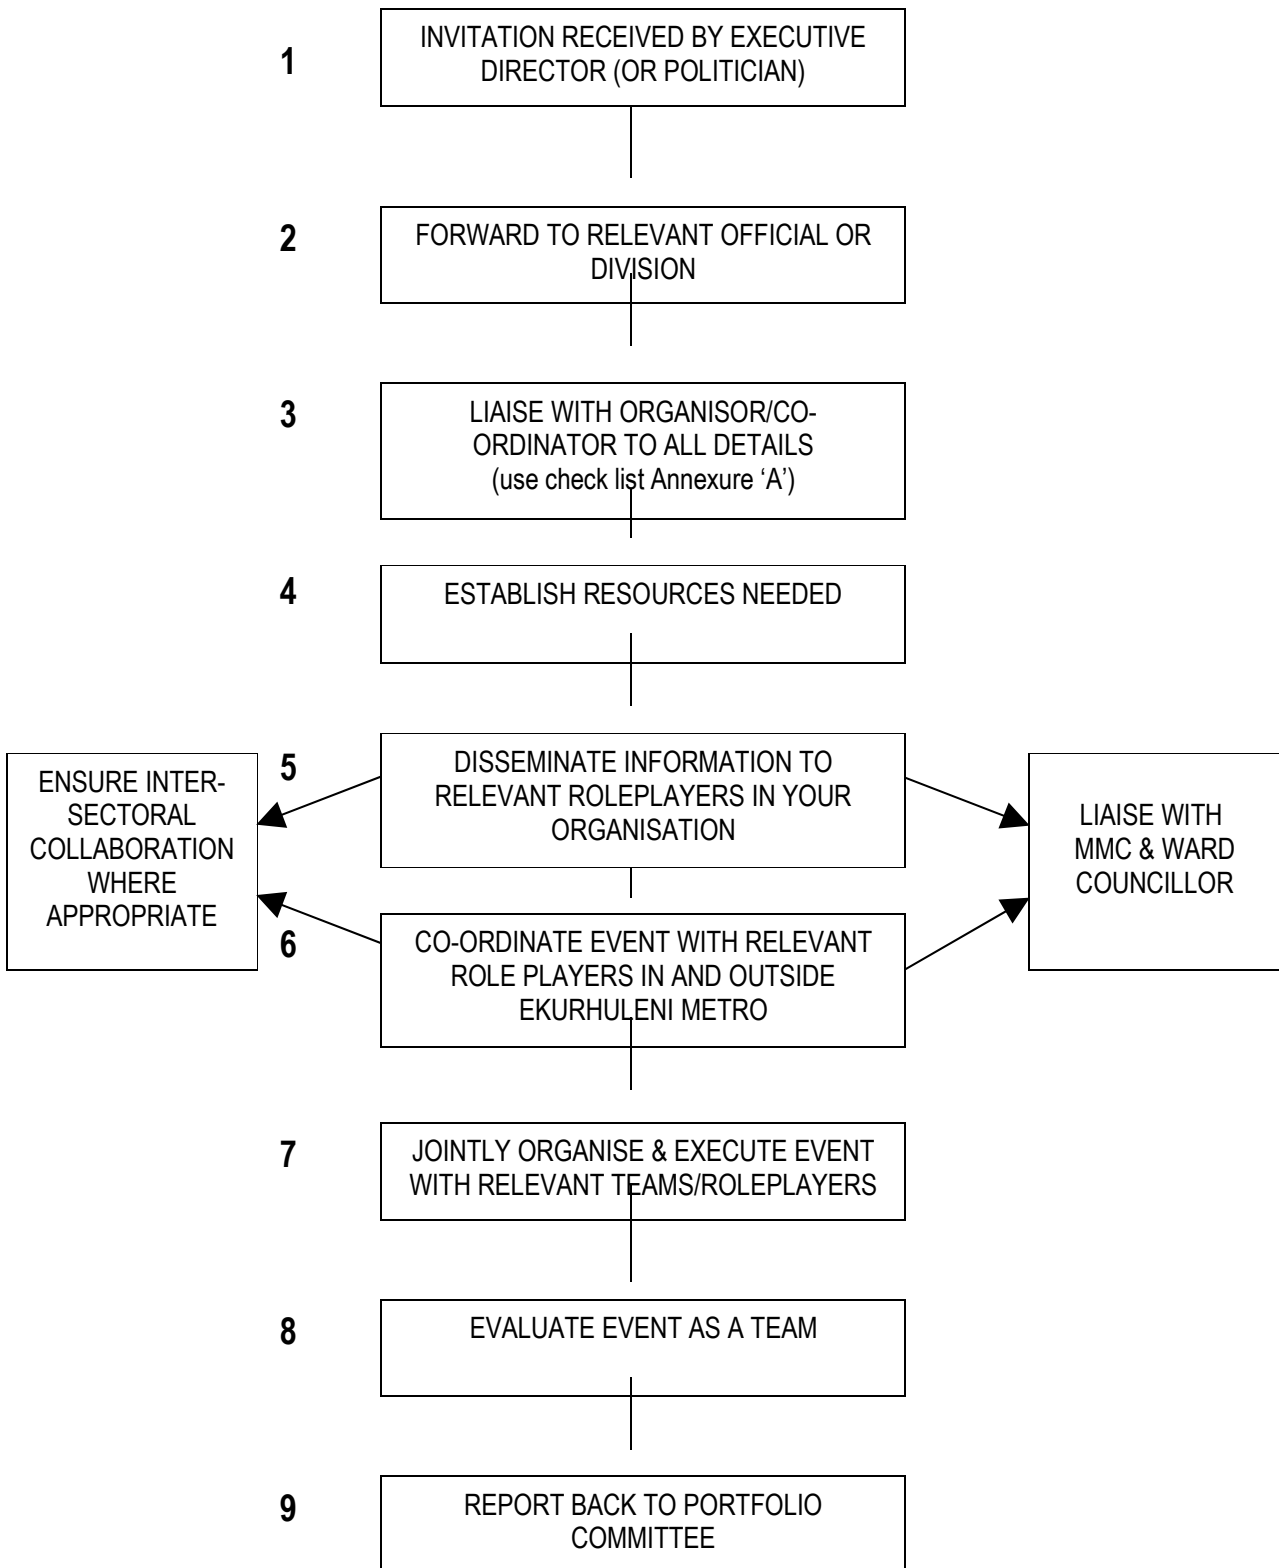 1
INVITATION RECEIVED BY EXECUTIVE
DIRECTOR (OR POLITICIAN)
2
FORWARD TO RELEVANT OFFICIAL OR
DIVISION
3
LIAISE WITH ORGANISOR/CO-
ORDINATOR TO ALL DETAILS
(use check list Annexure ‘A’)
4
ESTABLISH RESOURCES NEEDED
5
DISSEMINATE INFORMATION TO
RELEVANT ROLEPLAYERS IN YOUR
ORGANISATION
ENSURE INTER-
SECTORAL
COLLABORATION
WHERE
APPROPRIATE
LIAISE WITH
MMC & WARD
COUNCILLOR
6
CO-ORDINATE EVENT WITH RELEVANT
ROLE PLAYERS IN AND OUTSIDE
EKURHULENI METRO
7
JOINTLY ORGANISE & EXECUTE EVENT
WITH RELEVANT TEAMS/ROLEPLAYERS
8
EVALUATE EVENT AS A TEAM
9
REPORT BACK TO PORTFOLIO
COMMITTEE